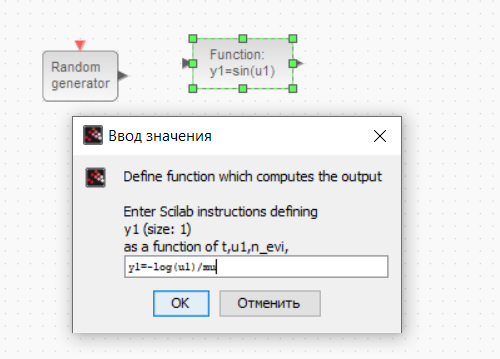 Random
generator
Function:
y1=sin(u1)
Ввод значения
Define function which computes the output
Enter Scilab instructions defining
y1 (size: 1)
as a function of t,u1,n_evi,
y1=-log(u1)/mu
OK
Отменить